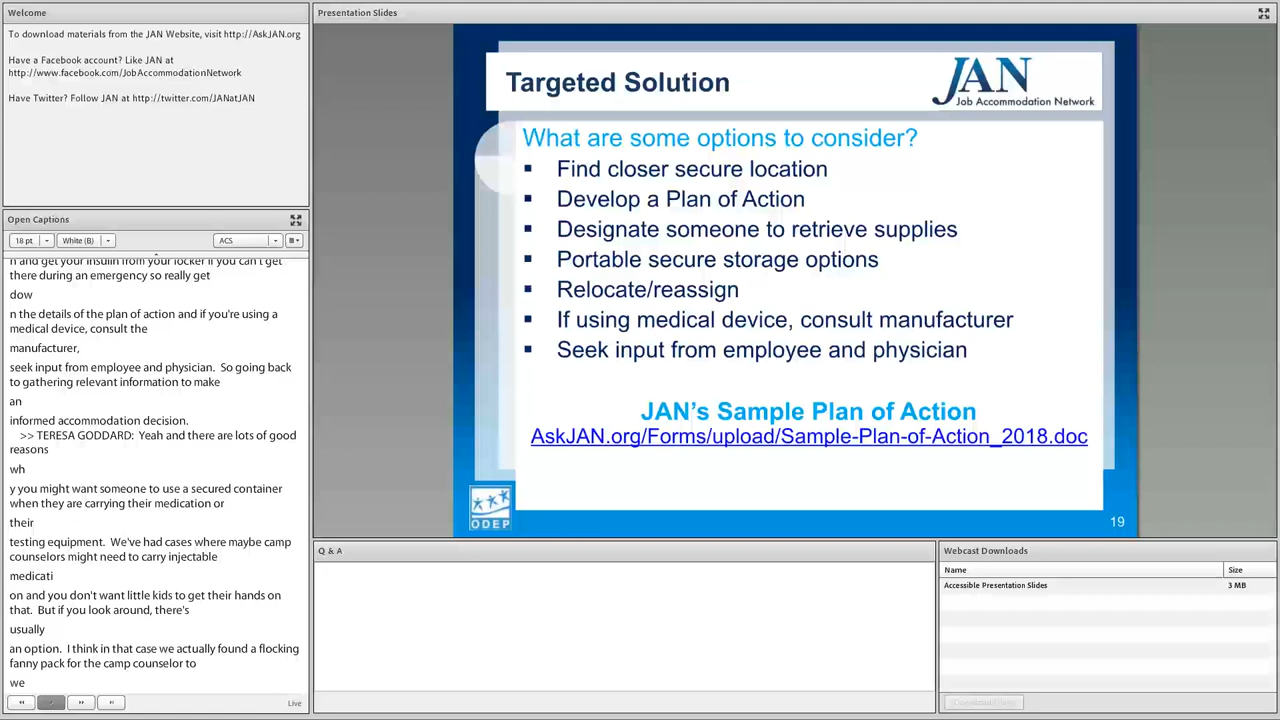 Welcome
To download materials from the JAN Website, visit http://AskJAN.org
Have a Facebook account? Like JAN at
http://www.facebook.com/JobAccommodationNetwork
Have Twitter? Follow JAN at http://twitter.com/JANatJAN
Open Captions
18 pt
White (B)
ACS
n and get your insulin from your locker if you can't get
there during an emergency so really get
dow
n the details of the plan of action and if you're using a
medical device, consult the
manufacturer,
seek input from employee and physician. So going back
to gathering relevant information to make
an
informed accommodation decision.
>> TERESA GODDARD: Yeah and there are lots of good
reasons
wh
y you might want someone to use a secured container
when they are carrying their medication or
their
testing equipment. We've had cases where maybe camp
counselors might need to carry injectable
medicati
on and you don't want little kids to get their hands on
that. But if you look around, there's
usually
an option. I think in that case we actually found a flocking
fanny pack for the camp counselor to
we
Live
Presentation Slides
Targeted Solution
JAN
Job Accommodation Network
What are some options to consider?
▪ Find closer secure location
▪ Develop a Plan of Action
▪ Designate someone to retrieve supplies
▪ Portable secure storage options
▪ Relocate/reassign
▪ If using medical device, consult manufacturer
▪ Seek input from employee and physician
JAN's Sample Plan of Action
AskJAN.org/Forms/upload/Sample-Plan-of-Action_2018.doc
ODEP
19
Q & A
Webcast Downloads
Name Size
Accessible Presentation Slides 3 MB